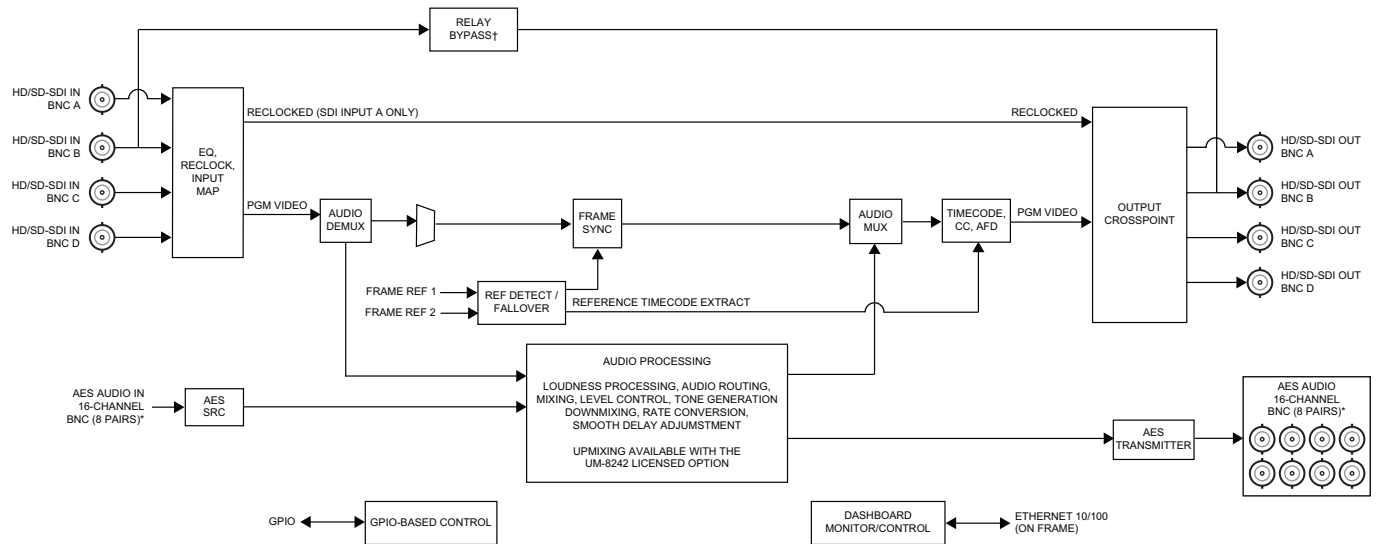 RELAY
BYPASS†
HD/SD-SDI IN
BNC A
HD/SD-SDI IN
BNC B
HD/SD-SDI IN
BNC C
HD/SD-SDI IN
BNC D
EQ,
RECLOCK,
INPUT
MAP
RECLOCKED (SDI INPUT A ONLY)
RECLOCKED
PGM VIDEO
AUDIO
DEMUX
FRAME
SYNC
AUDIO
MUX
TIMECODE,
CC, AFD
PGM VIDEO
OUTPUT
CROSSPOINT
HD/SD-SDI OUT
BNC A
HD/SD-SDI OUT
BNC B
HD/SD-SDI OUT
BNC C
HD/SD-SDI OUT
BNC D
FRAME REF 1
FRAME REF 2
REF DETECT /
FALLOVER
REFERENCE TIMECODE EXTRACT
AUDIO PROCESSING
LOUDNESS PROCESSING, AUDIO ROUTING,
MIXING, LEVEL CONTROL, TONE GENERATION
DOWNMIXING, RATE CONVERSION,
SMOOTH DELAY ADJUMSTMENT
UPMIXING AVAILABLE WITH THE
UM-8242 LICENSED OPTION
AES AUDIO IN
16-CHANNEL
BNC (8 PAIRS)*
AES
SRC
AES
TRANSMITTER
AES AUDIO
16-CHANNEL
BNC (8 PAIRS)*
GPIO
GPIO-BASED CONTROL
DASHBOARD
MONITOR/CONTROL
ETHERNET 10/100
(ON FRAME)